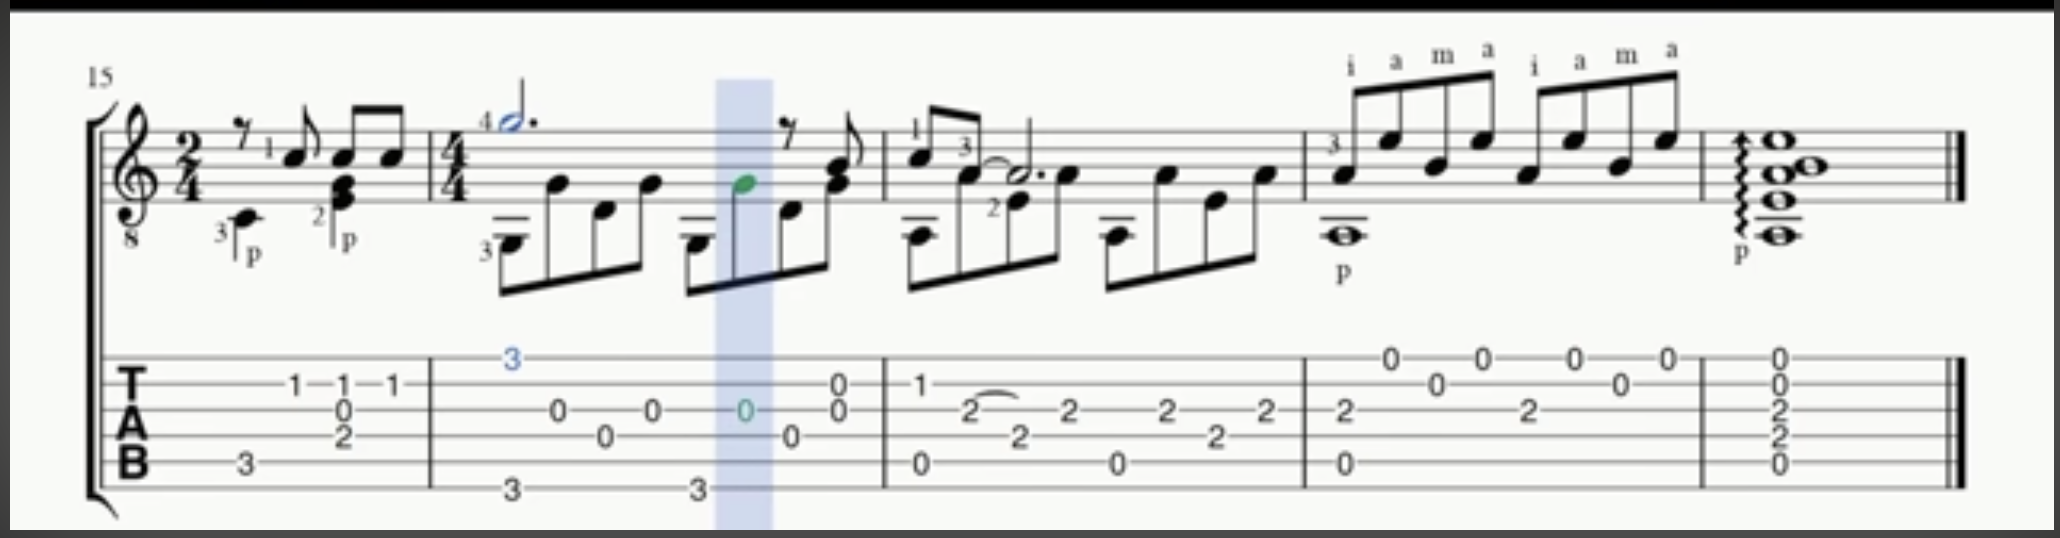 15
i a m a i a m a
2 4 1 4 4 4 1 3 3
8 3 p 2 p 3 2 p p
T 3 0 0 0 0 0
1 1 1 0 1 0 0 0
A 0 0 0 0 0 2 2 2 2 2 2 2
2 0 0 2 2 2
B 3 0 0 0 0
3 3